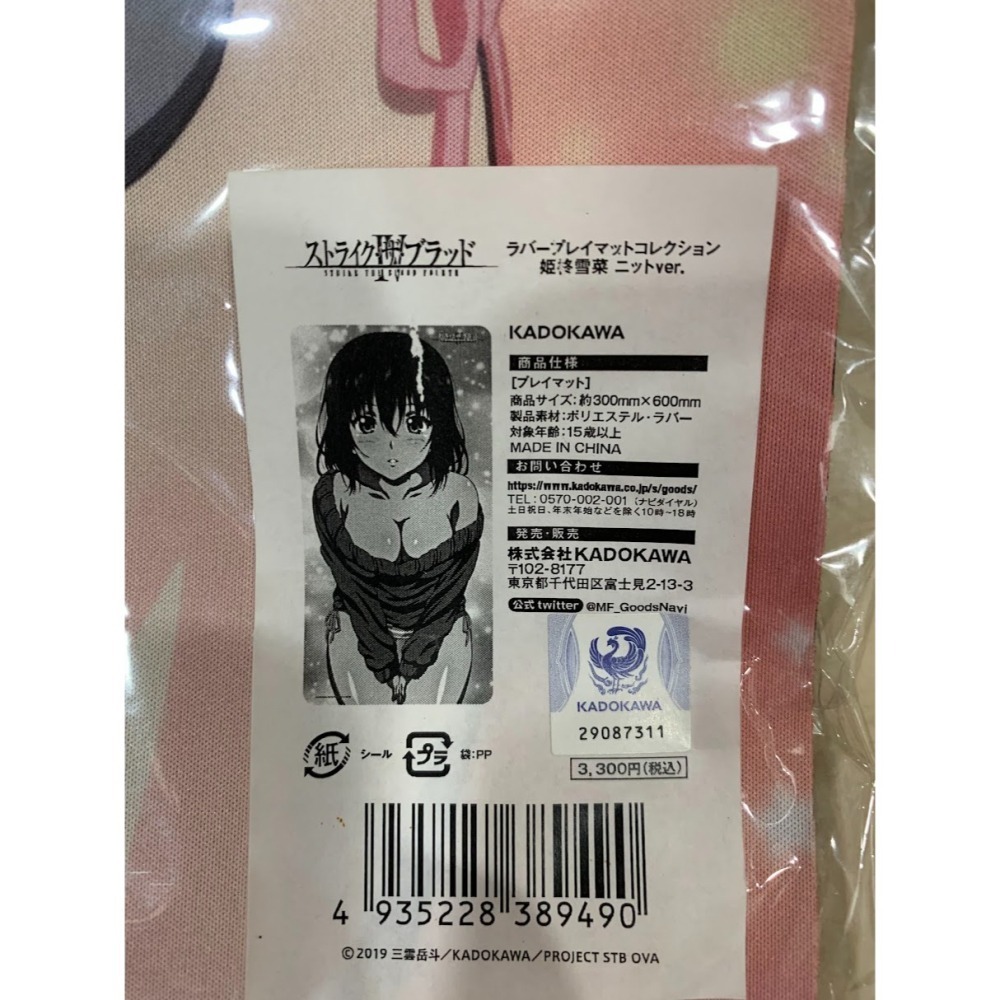 ストライク・ザ・ブラッド IV
STRIKE THE BLOOD FOURTH
ラバープレイマットコレクション
姫柊雪菜 ニットver.
KADOKAWA
商品仕様
[プレイマット]
商品サイズ：約300mm×600mm
製品素材：ポリエステル・ラバー
対象年齢：15歳以上
MADE IN CHINA
お問い合わせ
https://www.kadokawa.co.jp/s/goods/
TEL：0570-002-001（ナビダイヤル）
土日祝日、年末年始などを除く10時～18時
発売・販売
株式会社KADOKAWA
〒102-8177
東京都千代田区富士見2-13-3
公式twitter @MF_GoodsNavi
KADOKAWA
29087311
紙 シール プラ 袋：PP
3,300円（税込）
4 935228 389490
©2019 三雲岳斗／KADOKAWA／PROJECT STB OVA